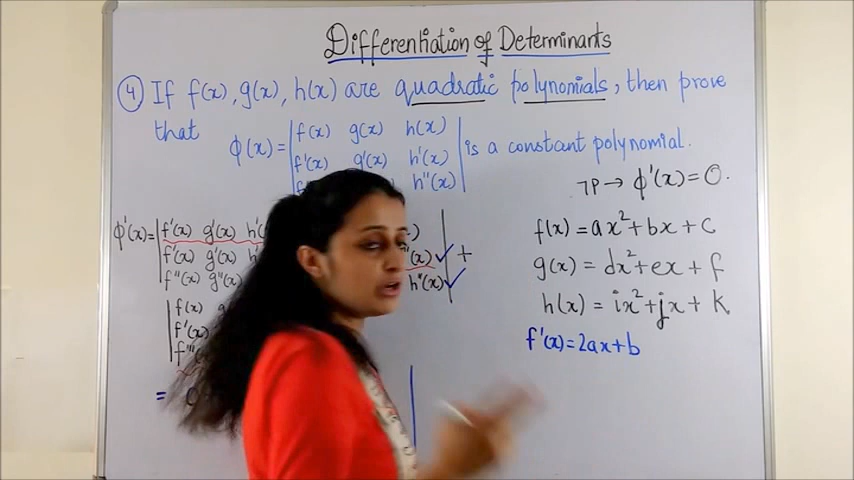 Differentiation of Determinants
④ If f(x), g(x), h(x) are quadratic polynomials, then prove
that ϕ(x) = | f(x) g(x) h(x) |
f'(x) g'(x) h'(x) is a constant polynomial.
h''(x)
TP → ϕ'(x) = 0.
ϕ'(x) = | f'(x) g'(x)
f'(x) g'(x)
f''(x) g''(x) h''(x) ✓ | +
| f(x)
f'(x)
f'''(x)
= 0
f(x) = ax² + bx + c
g(x) = dx² + ex + f
h(x) = ix² + jx + k
f'(x) = 2ax + b